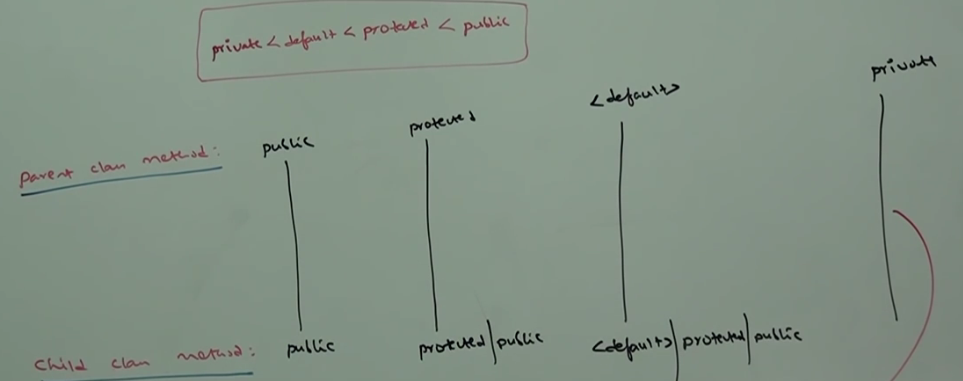 private < default < protected < public
private
<default>
protected
public
Parent class method:
public protected|public <default>|protected|public
Child class method: